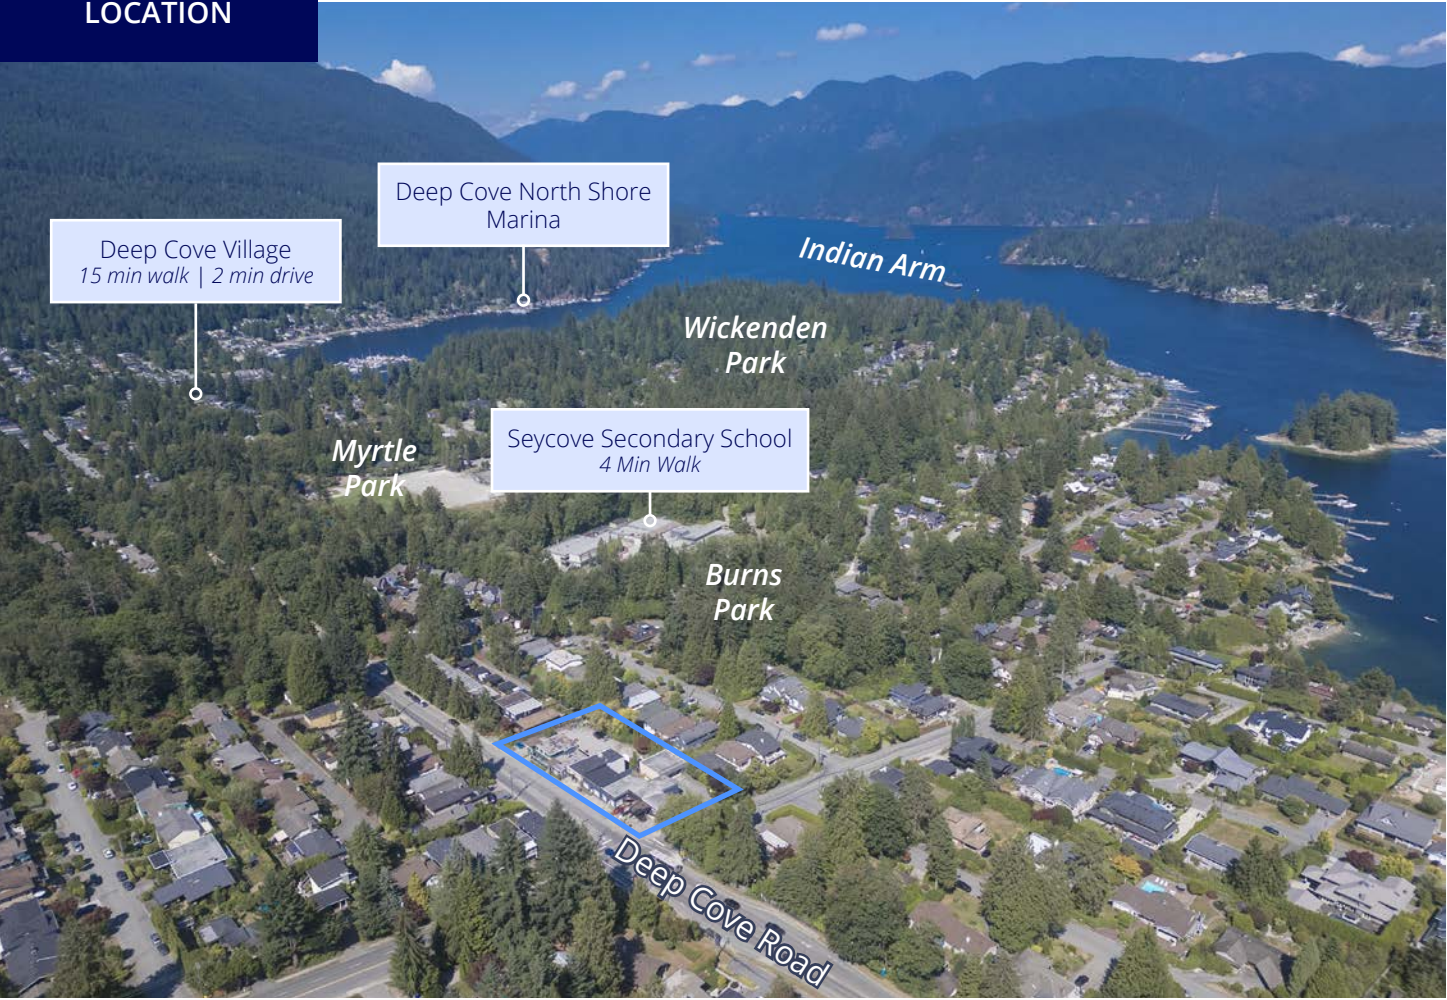 LOCATION
Deep Cove North Shore
Marina
Deep Cove Village
15 min walk | 2 min drive
Indian Arm
Wickenden
Park
Seycove Secondary School
4 Min Walk
Myrtle
Park
Burns
Park
Deep Cove Road